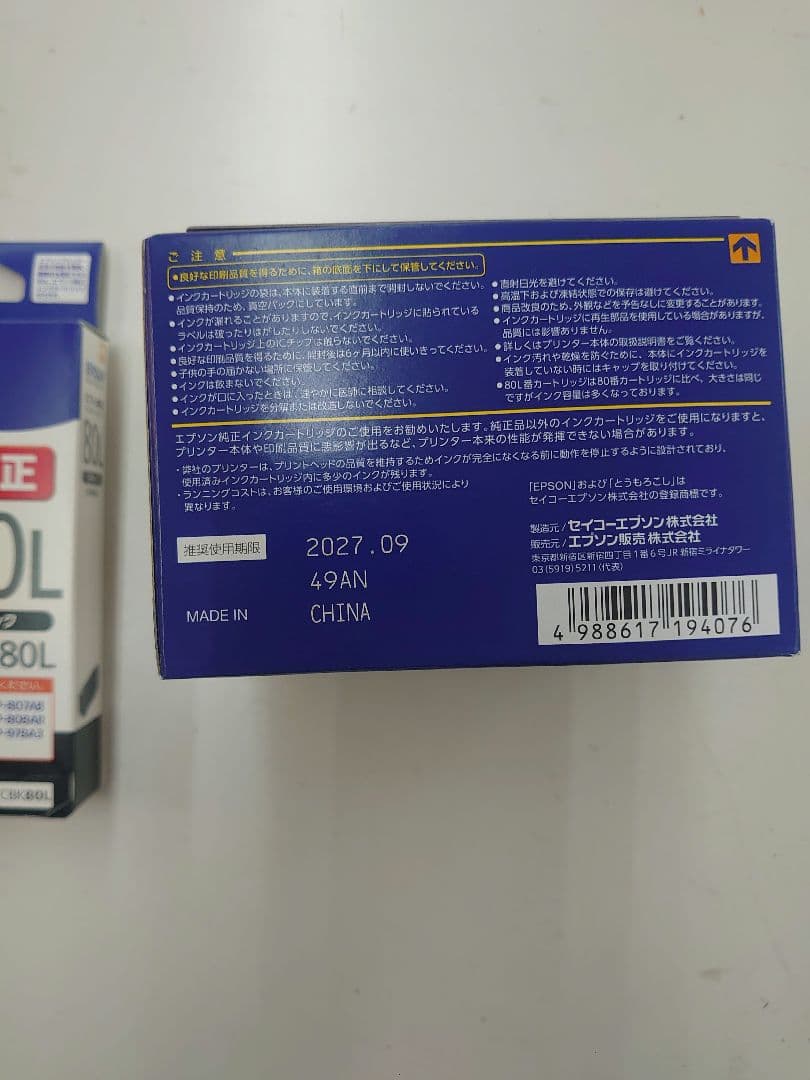 ご注意
●良好な印刷品質を得るために、箱の底面を下にして保管してください。
●インクカートリッジの袋は、本体に装着する直前まで開封しないでください。
品質保持のため、真空パックにしています。
●インクが漏れることがありますので、インクカートリッジに貼られている
ラベルは破ったりはがしたりしないでください。
●インクカートリッジ上のICチップは触らないでください。
●良好な印刷品質を得るために、開封後は6ヶ月以内に使いきってください。
●子供の手の届かない場所に保管してください。
●インクは飲まないでください。
●インクが口に入ったときは、速やかに医師に相談してください。
●インクカートリッジを分解または改造しないでください。
●直射日光を避けてください。
●高温下および凍結状態での保存は避けてください。
●商品改良のため、外観などを予告なしに変更することがあります。
●インクカートリッジに再生部品を使用している場合がありますが、
品質には影響ありません。
●詳しくはプリンター本体の取扱説明書をご覧ください。
●インク汚れや乾燥を防ぐために、本体にインクカートリッジを
装着していない時にはキャップを取り付けてください。
●80L番カートリッジは80番カートリッジに比べ、大きさは同じ
ですがインク容量は多くなっております。
エプソン純正インクカートリッジのご使用をお勧めいたします。純正品以外のインクカートリッジをご使用になりますと、
プリンター本体や印刷品質に悪影響が出るなど、プリンター本来の性能が発揮できない場合があります。
・弊社のプリンターは、プリントヘッドの品質を維持するためインクが完全になくなる前に動作を停止するように設計されており、
使用済みインクカートリッジ内に多少のインクが残ります。
・ランニングコストは、お客様のご使用環境およびご使用状況により
異なります。
「EPSON」および「とうもろこし」は
セイコーエプソン株式会社の登録商標です。
製造元/セイコーエプソン株式会社
販売元/エプソン販売 株式会社
東京都新宿区新宿四丁目1番6号JR新宿ミライナタワー
03(5919)5211(代表)
推奨使用期限 2027.09
49AN
MADE IN CHINA
4 988617 194076
80L
正
0L
80L
ください。
-807AB
-808AB
-978A3
CBK80L